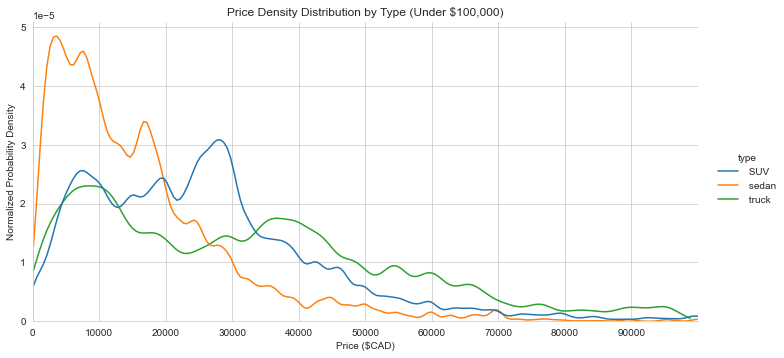 Price Density Distribution by Type (Under $100,000)
1e−5
5
4
3
2
1
0
Normalized Probability Density
0 10000 20000 30000 40000 50000 60000 70000 80000 90000
Price ($CAD)
type
SUV
sedan
truck